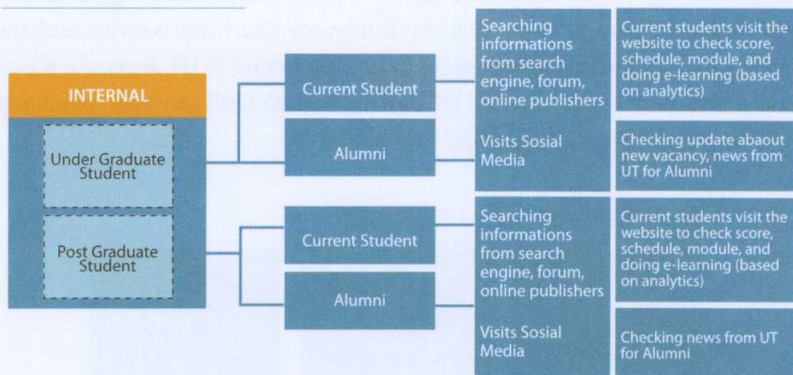 INTERNAL
Under Graduate
Student
Post Graduate
Student
Current Student
Alumni
Current Student
Alumni
Searching
informations
from search
engine, forum,
online publishers
Visits Sosial
Media
Searching
informations
from search
engine, forum,
online publishers
Visits Sosial
Media
Current students visit the
website to check score,
schedule, module, and
doing e-learning (based
on analytics)
Checking update abaout
new vacancy, news from
UT for Alumni
Current students visit the
website to check score,
schedule, module, and
doing e-learning (based
on analytics)
Checking news from UT
for Alumni